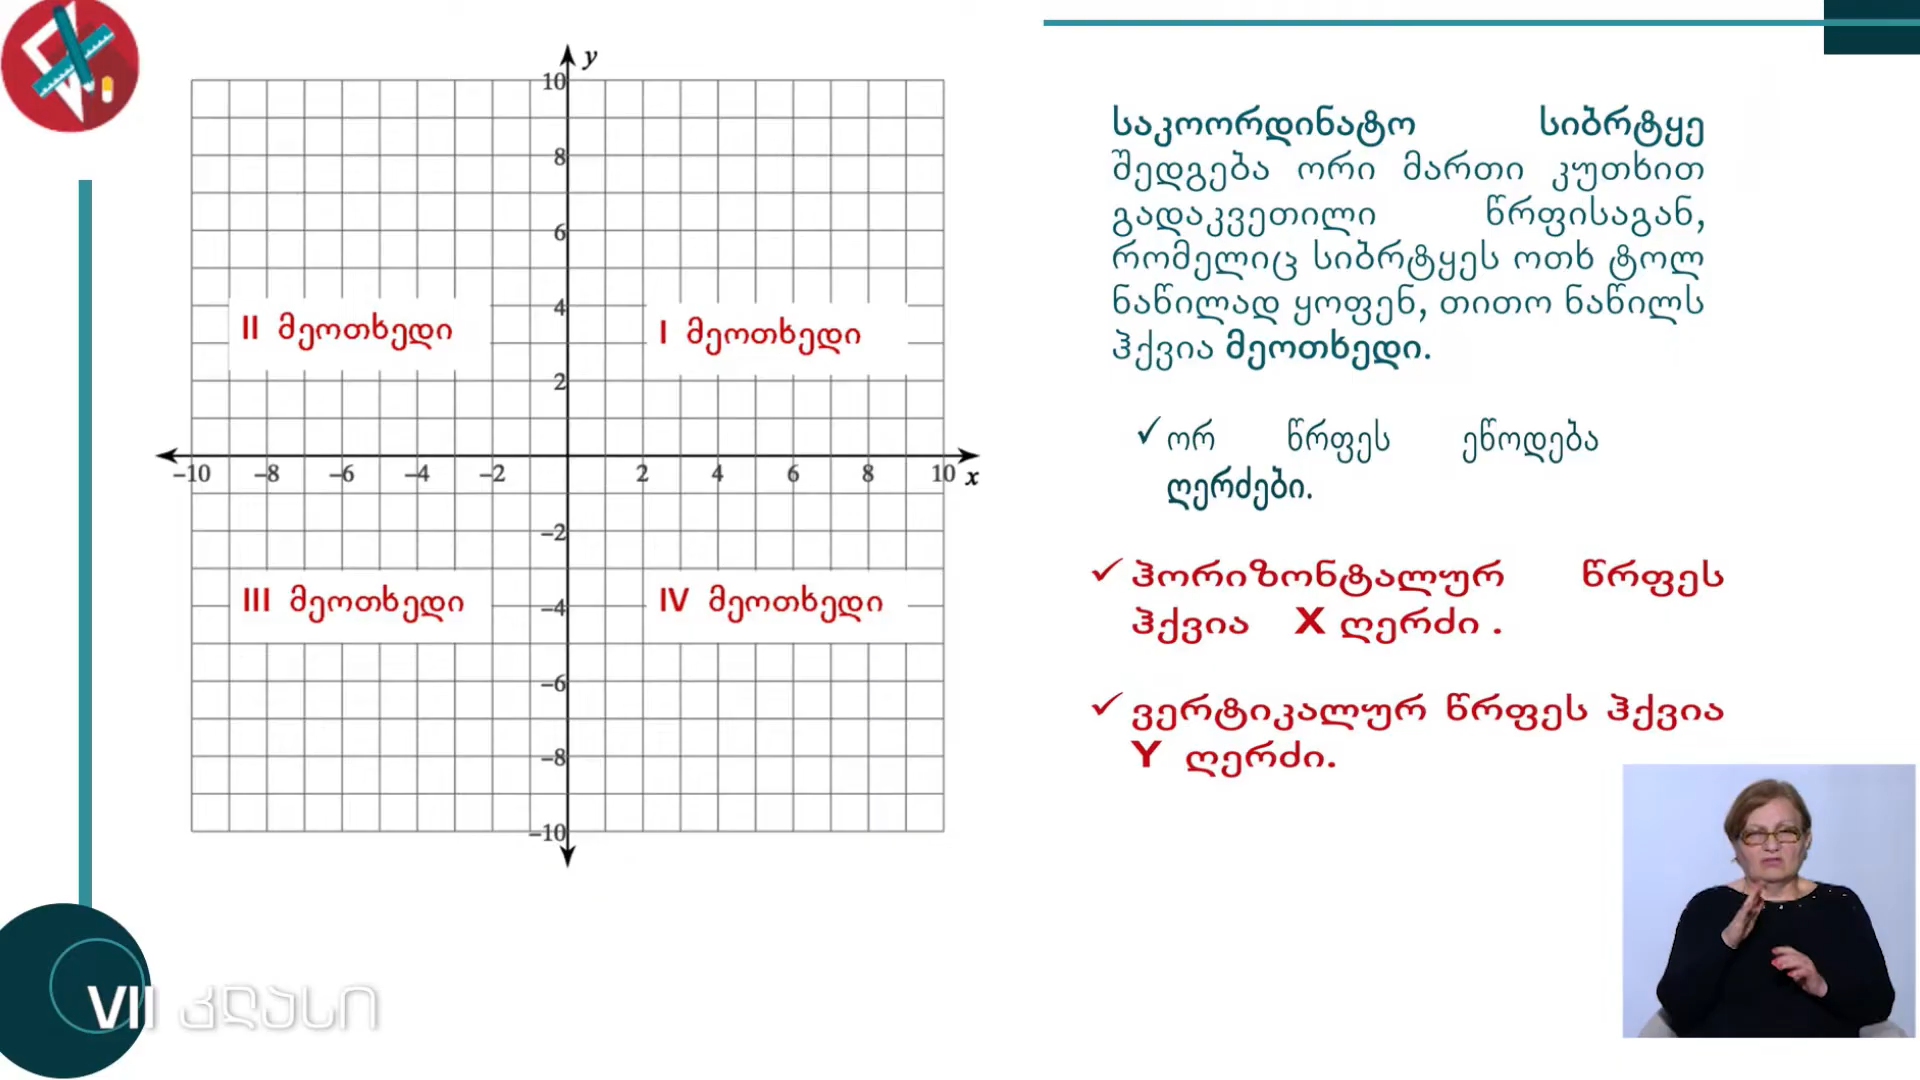 y
10
8
6
4
2
II მეოთხედი
I მეოთხედი
−10 −8 −6 −4 −2 2 4 6 8 10 x
−2
−4
−6
−8
−10
III მეოთხედი
IV მეოთხედი
საკოორდინატო სიბრტყე
შედგება ორი მართი კუთხით
გადაკვეთილი წრფისაგან,
რომელიც სიბრტყეს ოთხ ტოლ
ნაწილად ყოფენ, თითო ნაწილს
ჰქვია მეოთხედი.
✓ ორ წრფეს ეწოდება
ღერძები.
✓ ჰორიზონტალურ წრფეს
ჰქვია X ღერძი .
✓ ვერტიკალურ წრფეს ჰქვია
Y ღერძი.
VII კლასი